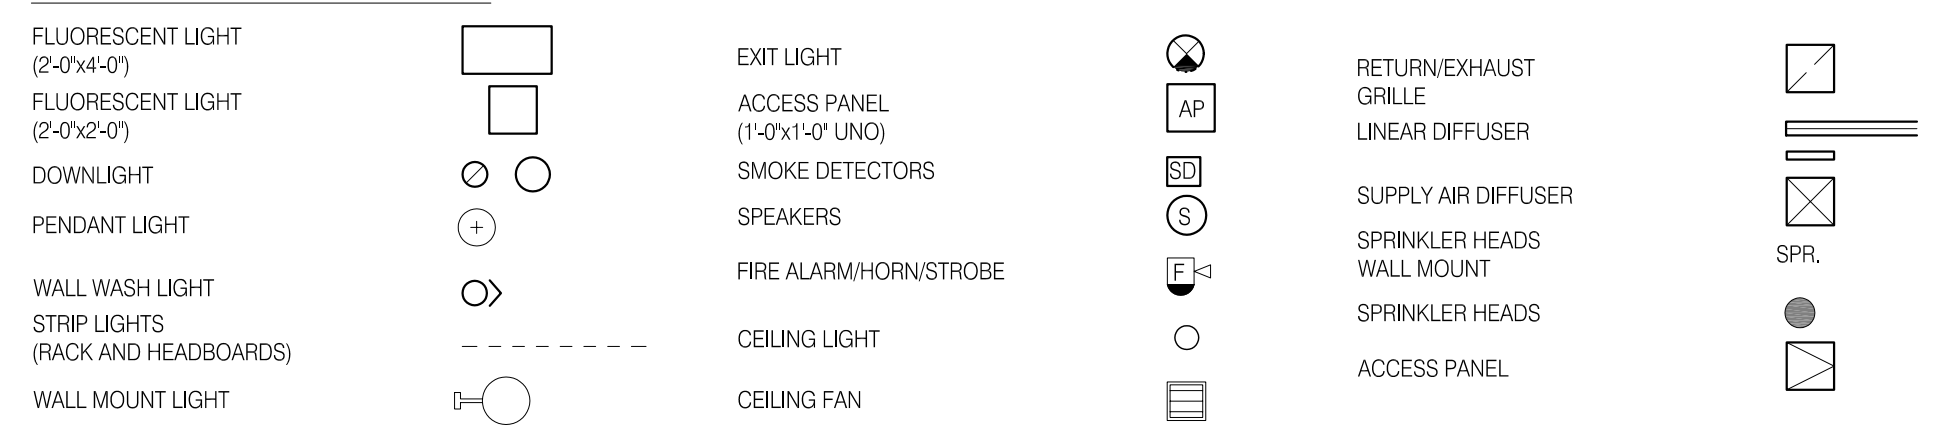 FLUORESCENT LIGHT
(2'-0"x4'-0")
FLUORESCENT LIGHT
(2'-0"x2'-0")
DOWNLIGHT
PENDANT LIGHT
WALL WASH LIGHT
STRIP LIGHTS
(RACK AND HEADBOARDS)
WALL MOUNT LIGHT
EXIT LIGHT
ACCESS PANEL
(1'-0"x1'-0" UNO)
AP
SMOKE DETECTORS
SD
SPEAKERS
S
FIRE ALARM/HORN/STROBE
F
CEILING LIGHT
CEILING FAN
RETURN/EXHAUST
GRILLE
LINEAR DIFFUSER
SUPPLY AIR DIFFUSER
SPRINKLER HEADS
WALL MOUNT
SPR.
SPRINKLER HEADS
ACCESS PANEL